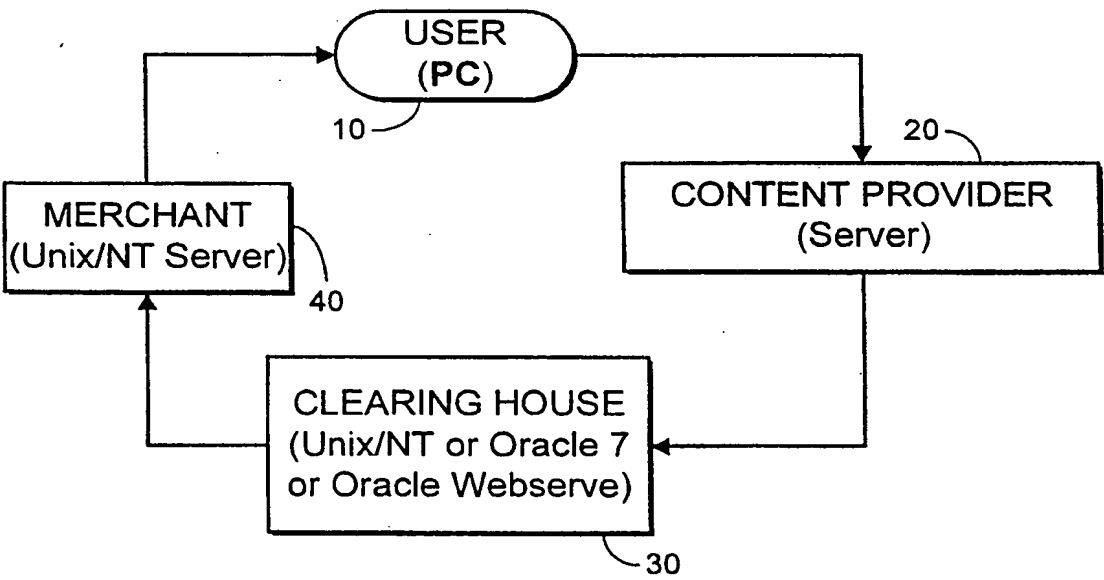 USER
(PC)
10
20
CONTENT PROVIDER
(Server)
MERCHANT
(Unix/NT Server)
40
CLEARING HOUSE
(Unix/NT or Oracle 7
or Oracle Webserve)
30